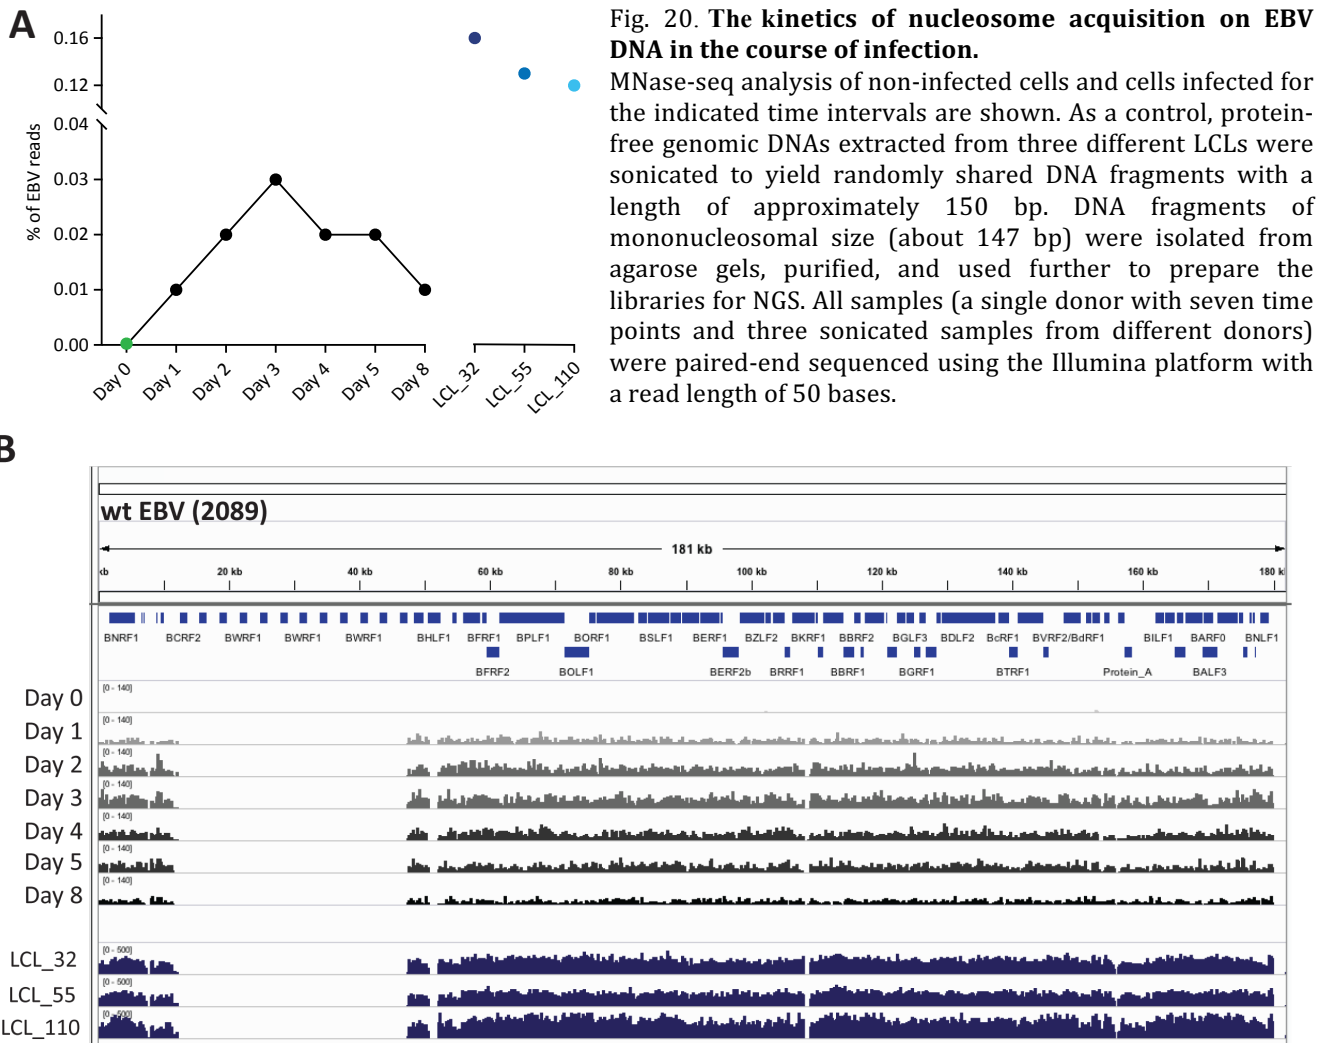 A
0.16
0.12
0.04
0.03
0.02
0.01
0.00
% of EBV reads
Day 0
Day 1
Day 2
Day 3
Day 4
Day 5
Day 8
LCL_32
LCL_55
LCL_110
Fig. 20. The kinetics of nucleosome acquisition on EBV
DNA in the course of infection.
MNase-seq analysis of non-infected cells and cells infected for
the indicated time intervals are shown. As a control, protein-
free genomic DNAs extracted from three different LCLs were
sonicated to yield randomly shared DNA fragments with a
length of approximately 150 bp. DNA fragments of
mononucleosomal size (about 147 bp) were isolated from
agarose gels, purified, and used further to prepare the
libraries for NGS. All samples (a single donor with seven time
points and three sonicated samples from different donors)
were paired-end sequenced using the Illumina platform with
a read length of 50 bases.
B
wt EBV (2089)
181 kb
kb 20 kb 40 kb 60 kb 80 kb 100 kb 120 kb 140 kb 160 kb 180 k
BNRF1 BCRF2 BWRF1 BWRF1 BWRF1 BHLF1 BFRF1 BPLF1 BORF1 BSLF1 BERF1 BZLF2 BKRF1 BBRF2 BGLF3 BDLF2 BcRF1 BVRF2/BdRF1 BILF1 BARF0 BNLF1
BFRF2 BOLF1 BERF2b BRRF1 BBRF1 BGRF1 BTRF1 Protein_A BALF3
Day 0 [0 - 140]
Day 1 [0 - 140]
Day 2 [0 - 140]
Day 3 [0 - 140]
Day 4 [0 - 140]
Day 5 [0 - 140]
Day 8 [0 - 140]
LCL_32 [0 - 500]
LCL_55 [0 - 500]
LCL_110 [0 - 500]